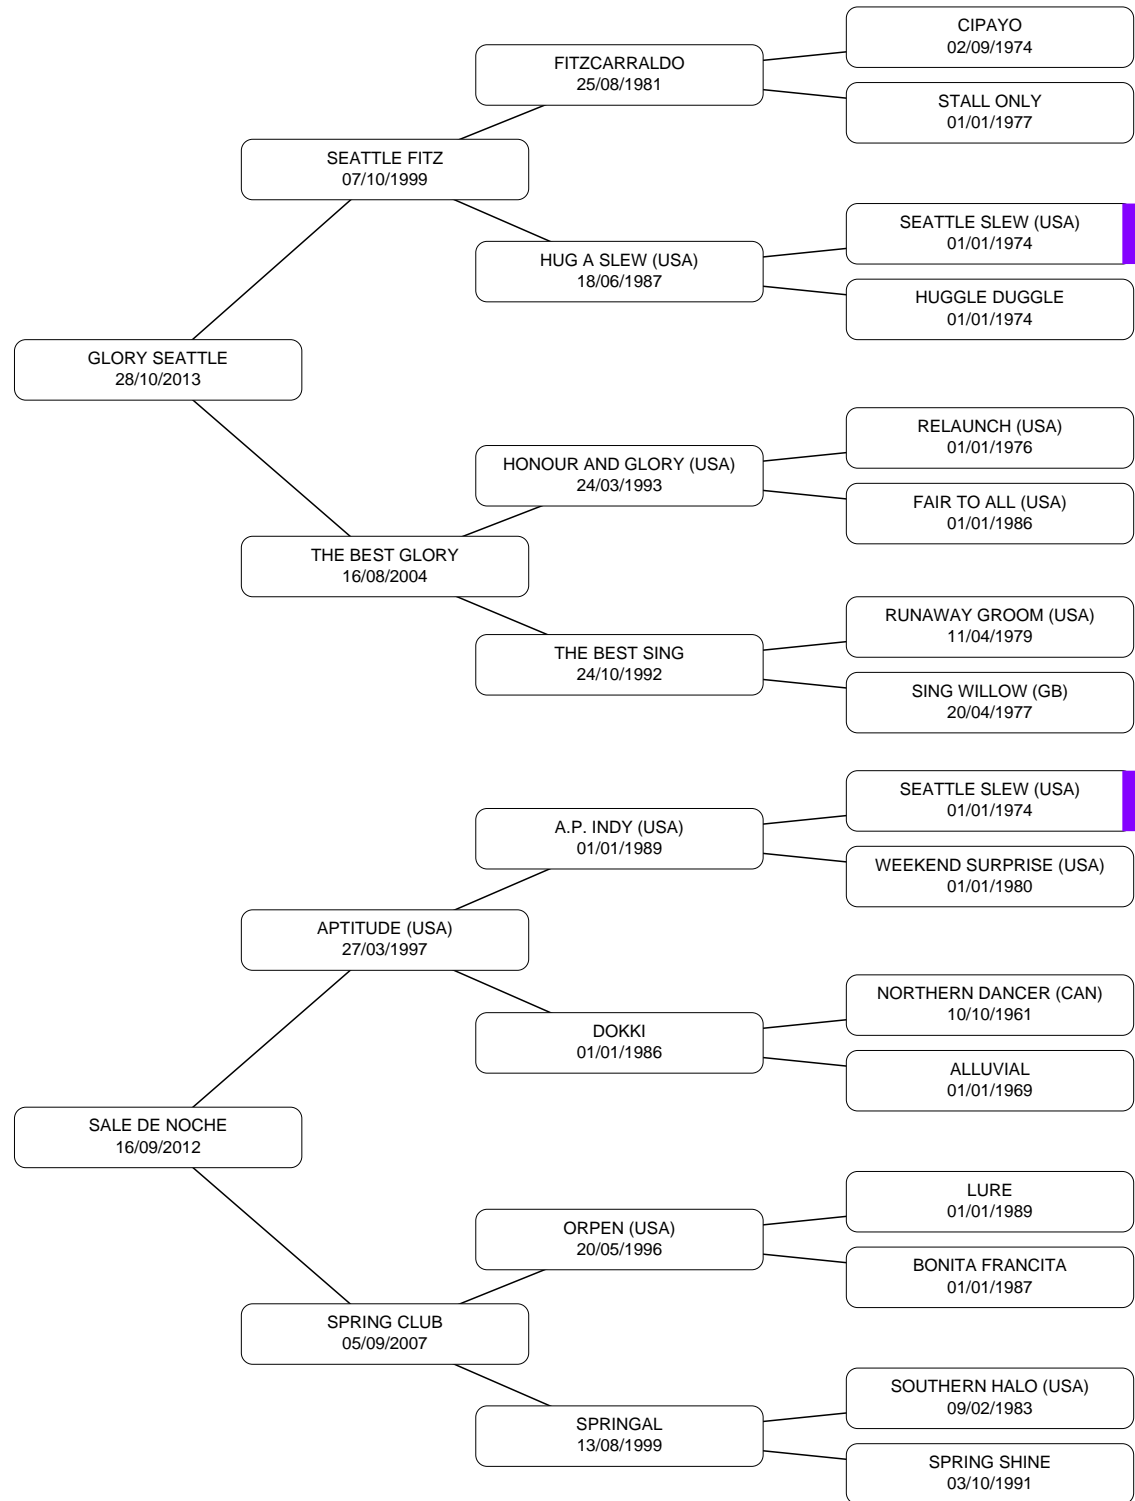 CIPAYO
02/09/1974
FITZCARRALDO
25/08/1981
STALL ONLY
01/01/1977
SEATTLE FITZ
07/10/1999
SEATTLE SLEW (USA)
01/01/1974
HUG A SLEW (USA)
18/06/1987
HUGGLE DUGGLE
01/01/1974
GLORY SEATTLE
28/10/2013
RELAUNCH (USA)
01/01/1976
HONOUR AND GLORY (USA)
24/03/1993
FAIR TO ALL (USA)
01/01/1986
THE BEST GLORY
16/08/2004
RUNAWAY GROOM (USA)
11/04/1979
THE BEST SING
24/10/1992
SING WILLOW (GB)
20/04/1977
SEATTLE SLEW (USA)
01/01/1974
A.P. INDY (USA)
01/01/1989
WEEKEND SURPRISE (USA)
01/01/1980
APTITUDE (USA)
27/03/1997
NORTHERN DANCER (CAN)
10/10/1961
DOKKI
01/01/1986
ALLUVIAL
01/01/1969
SALE DE NOCHE
16/09/2012
LURE
01/01/1989
ORPEN (USA)
20/05/1996
BONITA FRANCITA
01/01/1987
SPRING CLUB
05/09/2007
SOUTHERN HALO (USA)
09/02/1983
SPRINGAL
13/08/1999
SPRING SHINE
03/10/1991